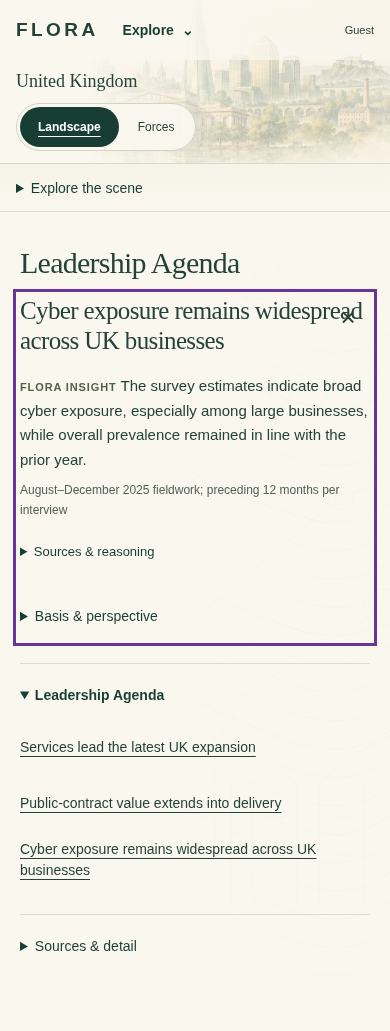 FLORA Explore
Guest
United Kingdom
Landscape Forces
Explore the scene
Leadership Agenda
Cyber exposure remains widespread
across UK businesses
FLORA INSIGHT The survey estimates indicate broad
cyber exposure, especially among large businesses,
while overall prevalence remained in line with the
prior year.
August–December 2025 fieldwork; preceding 12 months per
interview
Sources & reasoning
Basis & perspective
Leadership Agenda
Services lead the latest UK expansion
Public-contract value extends into delivery
Cyber exposure remains widespread across UK
businesses
Sources & detail